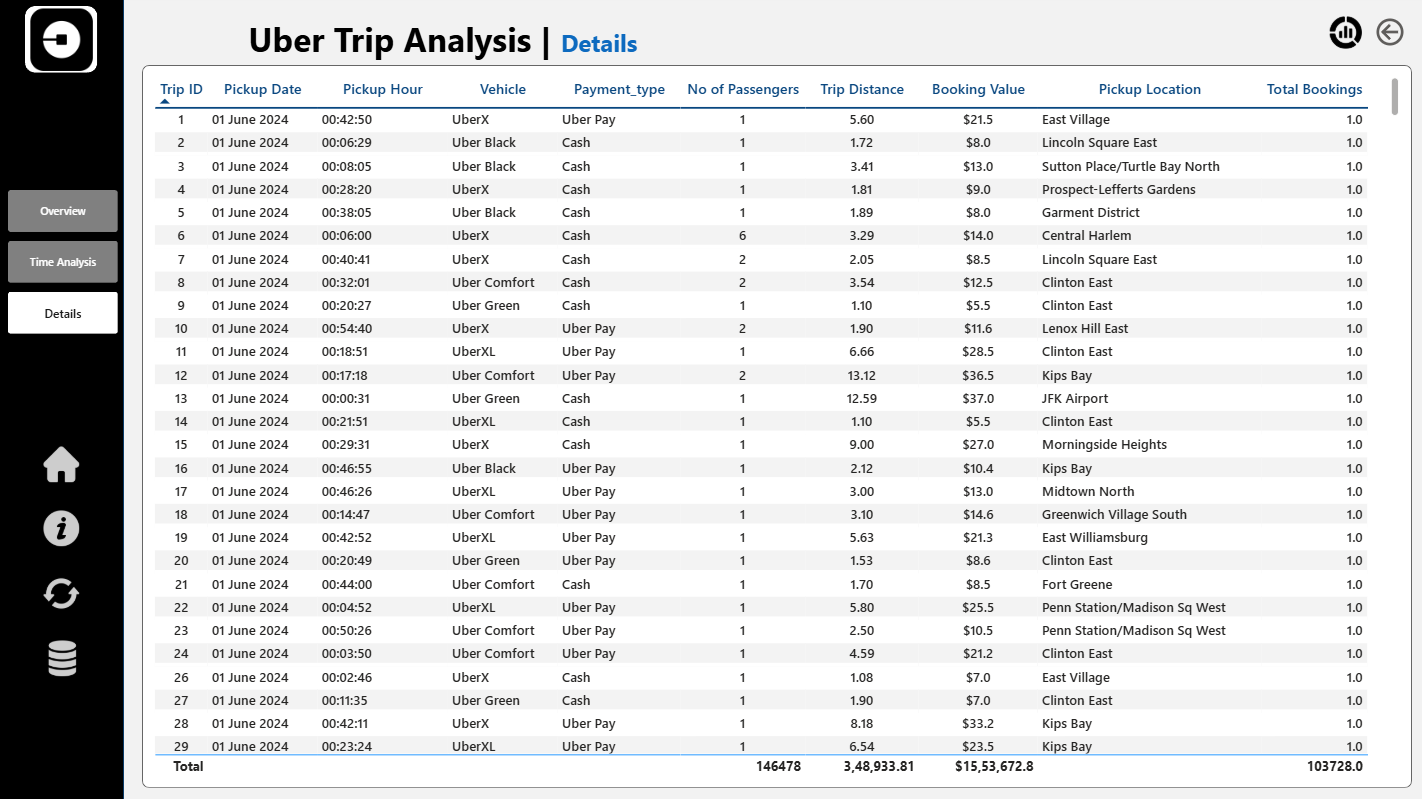 Uber Trip Analysis | Details
Trip ID Pickup Date Pickup Hour Vehicle Payment_type No of Passengers Trip Distance Booking Value Pickup Location Total Bookings
1 01 June 2024 00:42:50 UberX Uber Pay 1 5.60 $21.5 East Village 1.0
2 01 June 2024 00:06:29 Uber Black Cash 1 1.72 $8.0 Lincoln Square East 1.0
3 01 June 2024 00:08:05 Uber Black Cash 1 3.41 $13.0 Sutton Place/Turtle Bay North 1.0
4 01 June 2024 00:28:20 UberX Cash 1 1.81 $9.0 Prospect-Lefferts Gardens 1.0
5 01 June 2024 00:38:05 Uber Black Cash 1 1.89 $8.0 Garment District 1.0
6 01 June 2024 00:06:00 UberX Cash 6 3.29 $14.0 Central Harlem 1.0
7 01 June 2024 00:40:41 UberX Cash 2 2.05 $8.5 Lincoln Square East 1.0
8 01 June 2024 00:32:01 Uber Comfort Cash 2 3.54 $12.5 Clinton East 1.0
9 01 June 2024 00:20:27 Uber Green Cash 1 1.10 $5.5 Clinton East 1.0
10 01 June 2024 00:54:40 UberX Uber Pay 2 1.90 $11.6 Lenox Hill East 1.0
11 01 June 2024 00:18:51 UberXL Uber Pay 1 6.66 $28.5 Clinton East 1.0
12 01 June 2024 00:17:18 Uber Comfort Uber Pay 2 13.12 $36.5 Kips Bay 1.0
13 01 June 2024 00:00:31 Uber Green Cash 1 12.59 $37.0 JFK Airport 1.0
14 01 June 2024 00:21:51 UberXL Cash 1 1.10 $5.5 Clinton East 1.0
15 01 June 2024 00:29:31 UberX Cash 1 9.00 $27.0 Morningside Heights 1.0
16 01 June 2024 00:46:55 Uber Black Uber Pay 1 2.12 $10.4 Kips Bay 1.0
17 01 June 2024 00:46:26 UberXL Uber Pay 1 3.00 $13.0 Midtown North 1.0
18 01 June 2024 00:14:47 Uber Comfort Uber Pay 1 3.10 $14.6 Greenwich Village South 1.0
19 01 June 2024 00:42:52 UberXL Uber Pay 1 5.63 $21.3 East Williamsburg 1.0
20 01 June 2024 00:20:49 Uber Green Uber Pay 1 1.53 $8.6 Clinton East 1.0
21 01 June 2024 00:44:00 Uber Comfort Cash 1 1.70 $8.5 Fort Greene 1.0
22 01 June 2024 00:04:52 UberXL Uber Pay 1 5.80 $25.5 Penn Station/Madison Sq West 1.0
23 01 June 2024 00:50:26 Uber Comfort Uber Pay 1 2.50 $10.5 Penn Station/Madison Sq West 1.0
24 01 June 2024 00:03:50 Uber Comfort Uber Pay 1 4.59 $21.2 Clinton East 1.0
26 01 June 2024 00:02:46 UberX Cash 1 1.08 $7.0 East Village 1.0
27 01 June 2024 00:11:35 Uber Green Cash 1 1.90 $7.0 Clinton East 1.0
28 01 June 2024 00:42:11 UberX Uber Pay 1 8.18 $33.2 Kips Bay 1.0
29 01 June 2024 00:23:24 UberXL Uber Pay 1 6.54 $23.5 Kips Bay 1.0
Total 146478 3,48,933.81 $15,53,672.8 103728.0
Overview
Time Analysis
Details